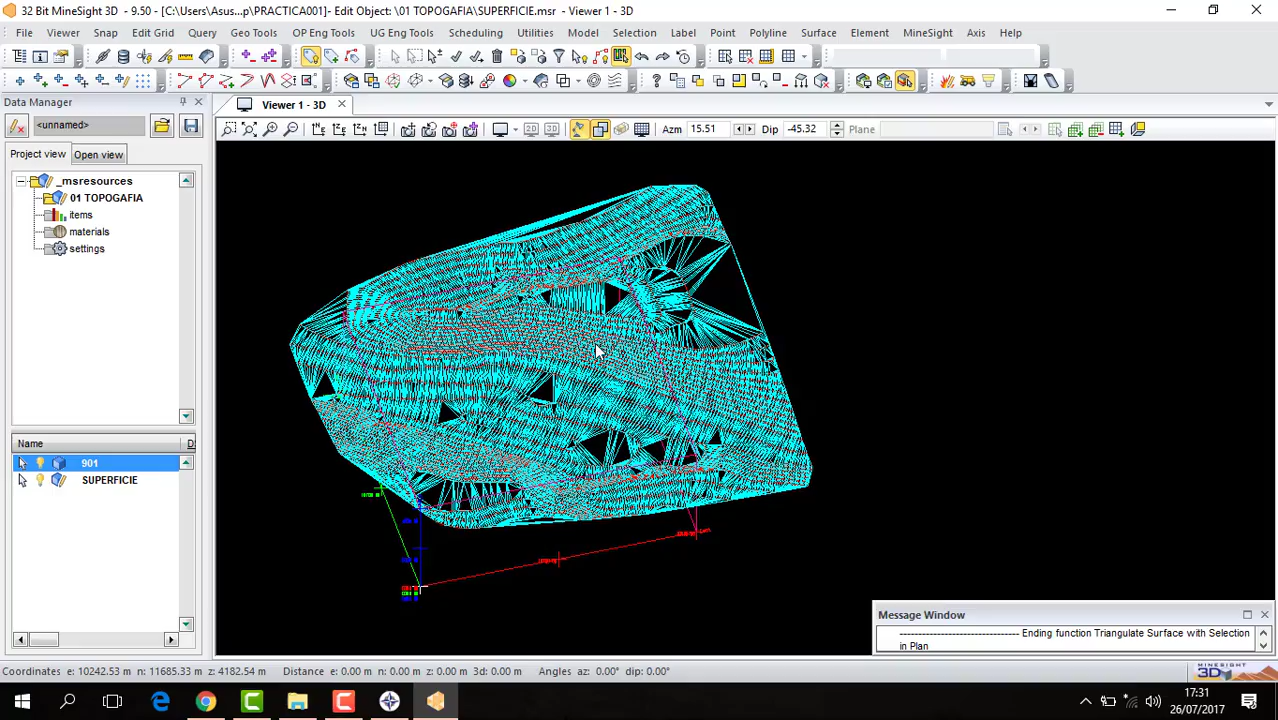 32 Bit MineSight 3D - 9.50 - [C:\Users\Asus...p\PRACTICA001]- Edit Object: \01 TOPOGAFIA\SUPERFICIE.msr - Viewer 1 - 3D
File Viewer Snap Edit Grid Query Geo Tools OP Eng Tools UG Eng Tools Scheduling Utilities Model Selection Label Point Polyline Surface Element MineSight Axis Help
Data Manager
Viewer 1 - 3D
<unnamed>
Azm 15.51 Dip -45.32 Plane
Project view Open view
_msresources
01 TOPOGAFIA
items
materials
settings
Name
901
SUPERFICIE
Message Window
------------------------------- Ending function Triangulate Surface with Selection
in Plan
Coordinates e: 10242.53 m n: 11685.33 m z: 4182.54 m Distance e: 0.00 m n: 0.00 m z: 0.00 m 3d: 0.00 m Angles az: 0.00° dip: 0.00°
MINESIGHT 3D
17:31
26/07/2017